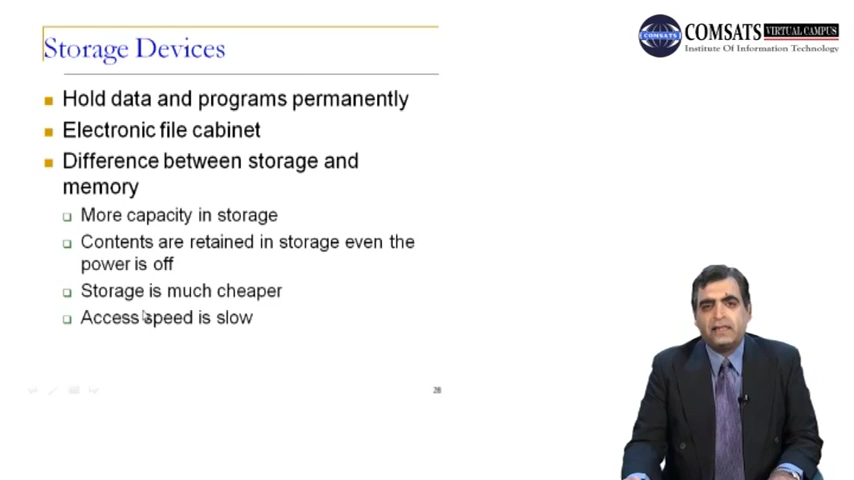 Storage Devices
COMSATS VIRTUAL CAMPUS
COMSATS
Institute Of Information Technology
Hold data and programs permanently
Electronic file cabinet
Difference between storage and
memory
More capacity in storage
Contents are retained in storage even the
power is off
Storage is much cheaper
Access speed is slow
28